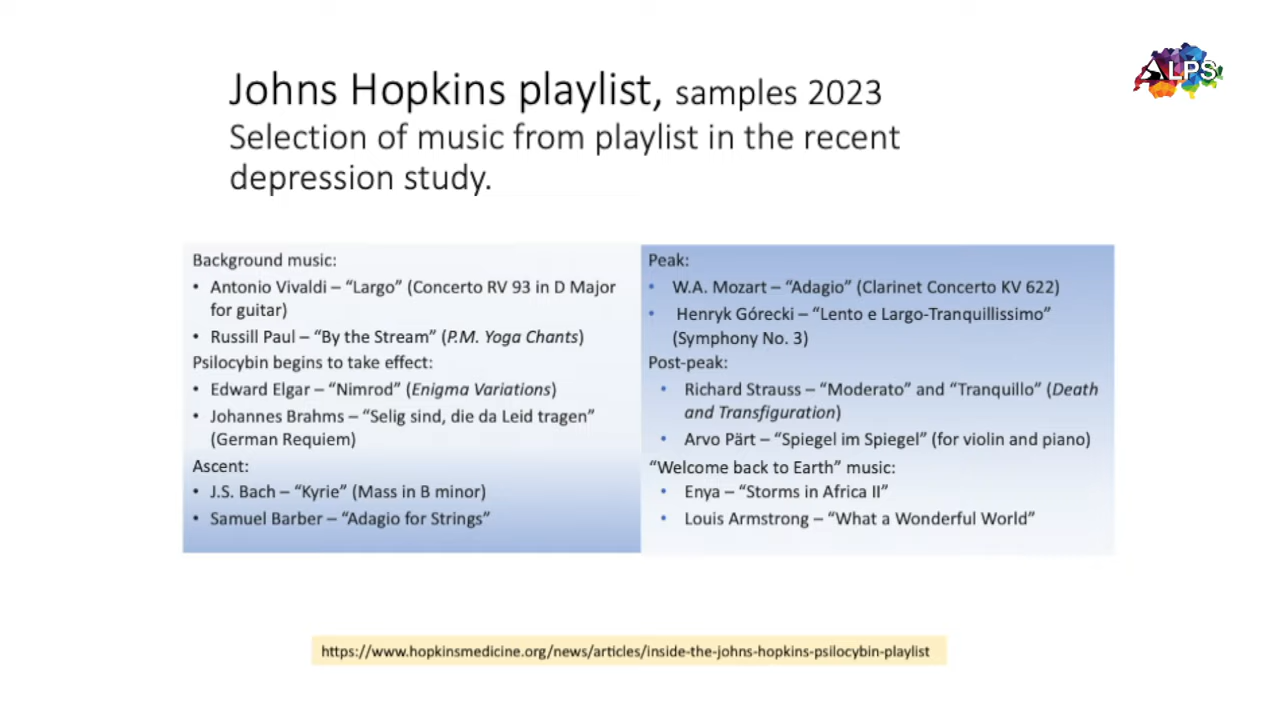 ALPS
Johns Hopkins playlist, samples 2023
Selection of music from playlist in the recent
depression study.
Background music:
• Antonio Vivaldi – “Largo” (Concerto RV 93 in D Major
for guitar)
• Russill Paul – “By the Stream” (P.M. Yoga Chants)
Psilocybin begins to take effect:
• Edward Elgar – “Nimrod” (Enigma Variations)
• Johannes Brahms – “Selig sind, die da Leid tragen”
(German Requiem)
Ascent:
• J.S. Bach – “Kyrie” (Mass in B minor)
• Samuel Barber – “Adagio for Strings”
Peak:
• W.A. Mozart – “Adagio” (Clarinet Concerto KV 622)
• Henryk Górecki – “Lento e Largo-Tranquillissimo”
(Symphony No. 3)
Post-peak:
• Richard Strauss – “Moderato” and “Tranquillo” (Death
and Transfiguration)
• Arvo Pärt – “Spiegel im Spiegel” (for violin and piano)
“Welcome back to Earth” music:
• Enya – “Storms in Africa II”
• Louis Armstrong – “What a Wonderful World”
https://www.hopkinsmedicine.org/news/articles/inside-the-johns-hopkins-psilocybin-playlist